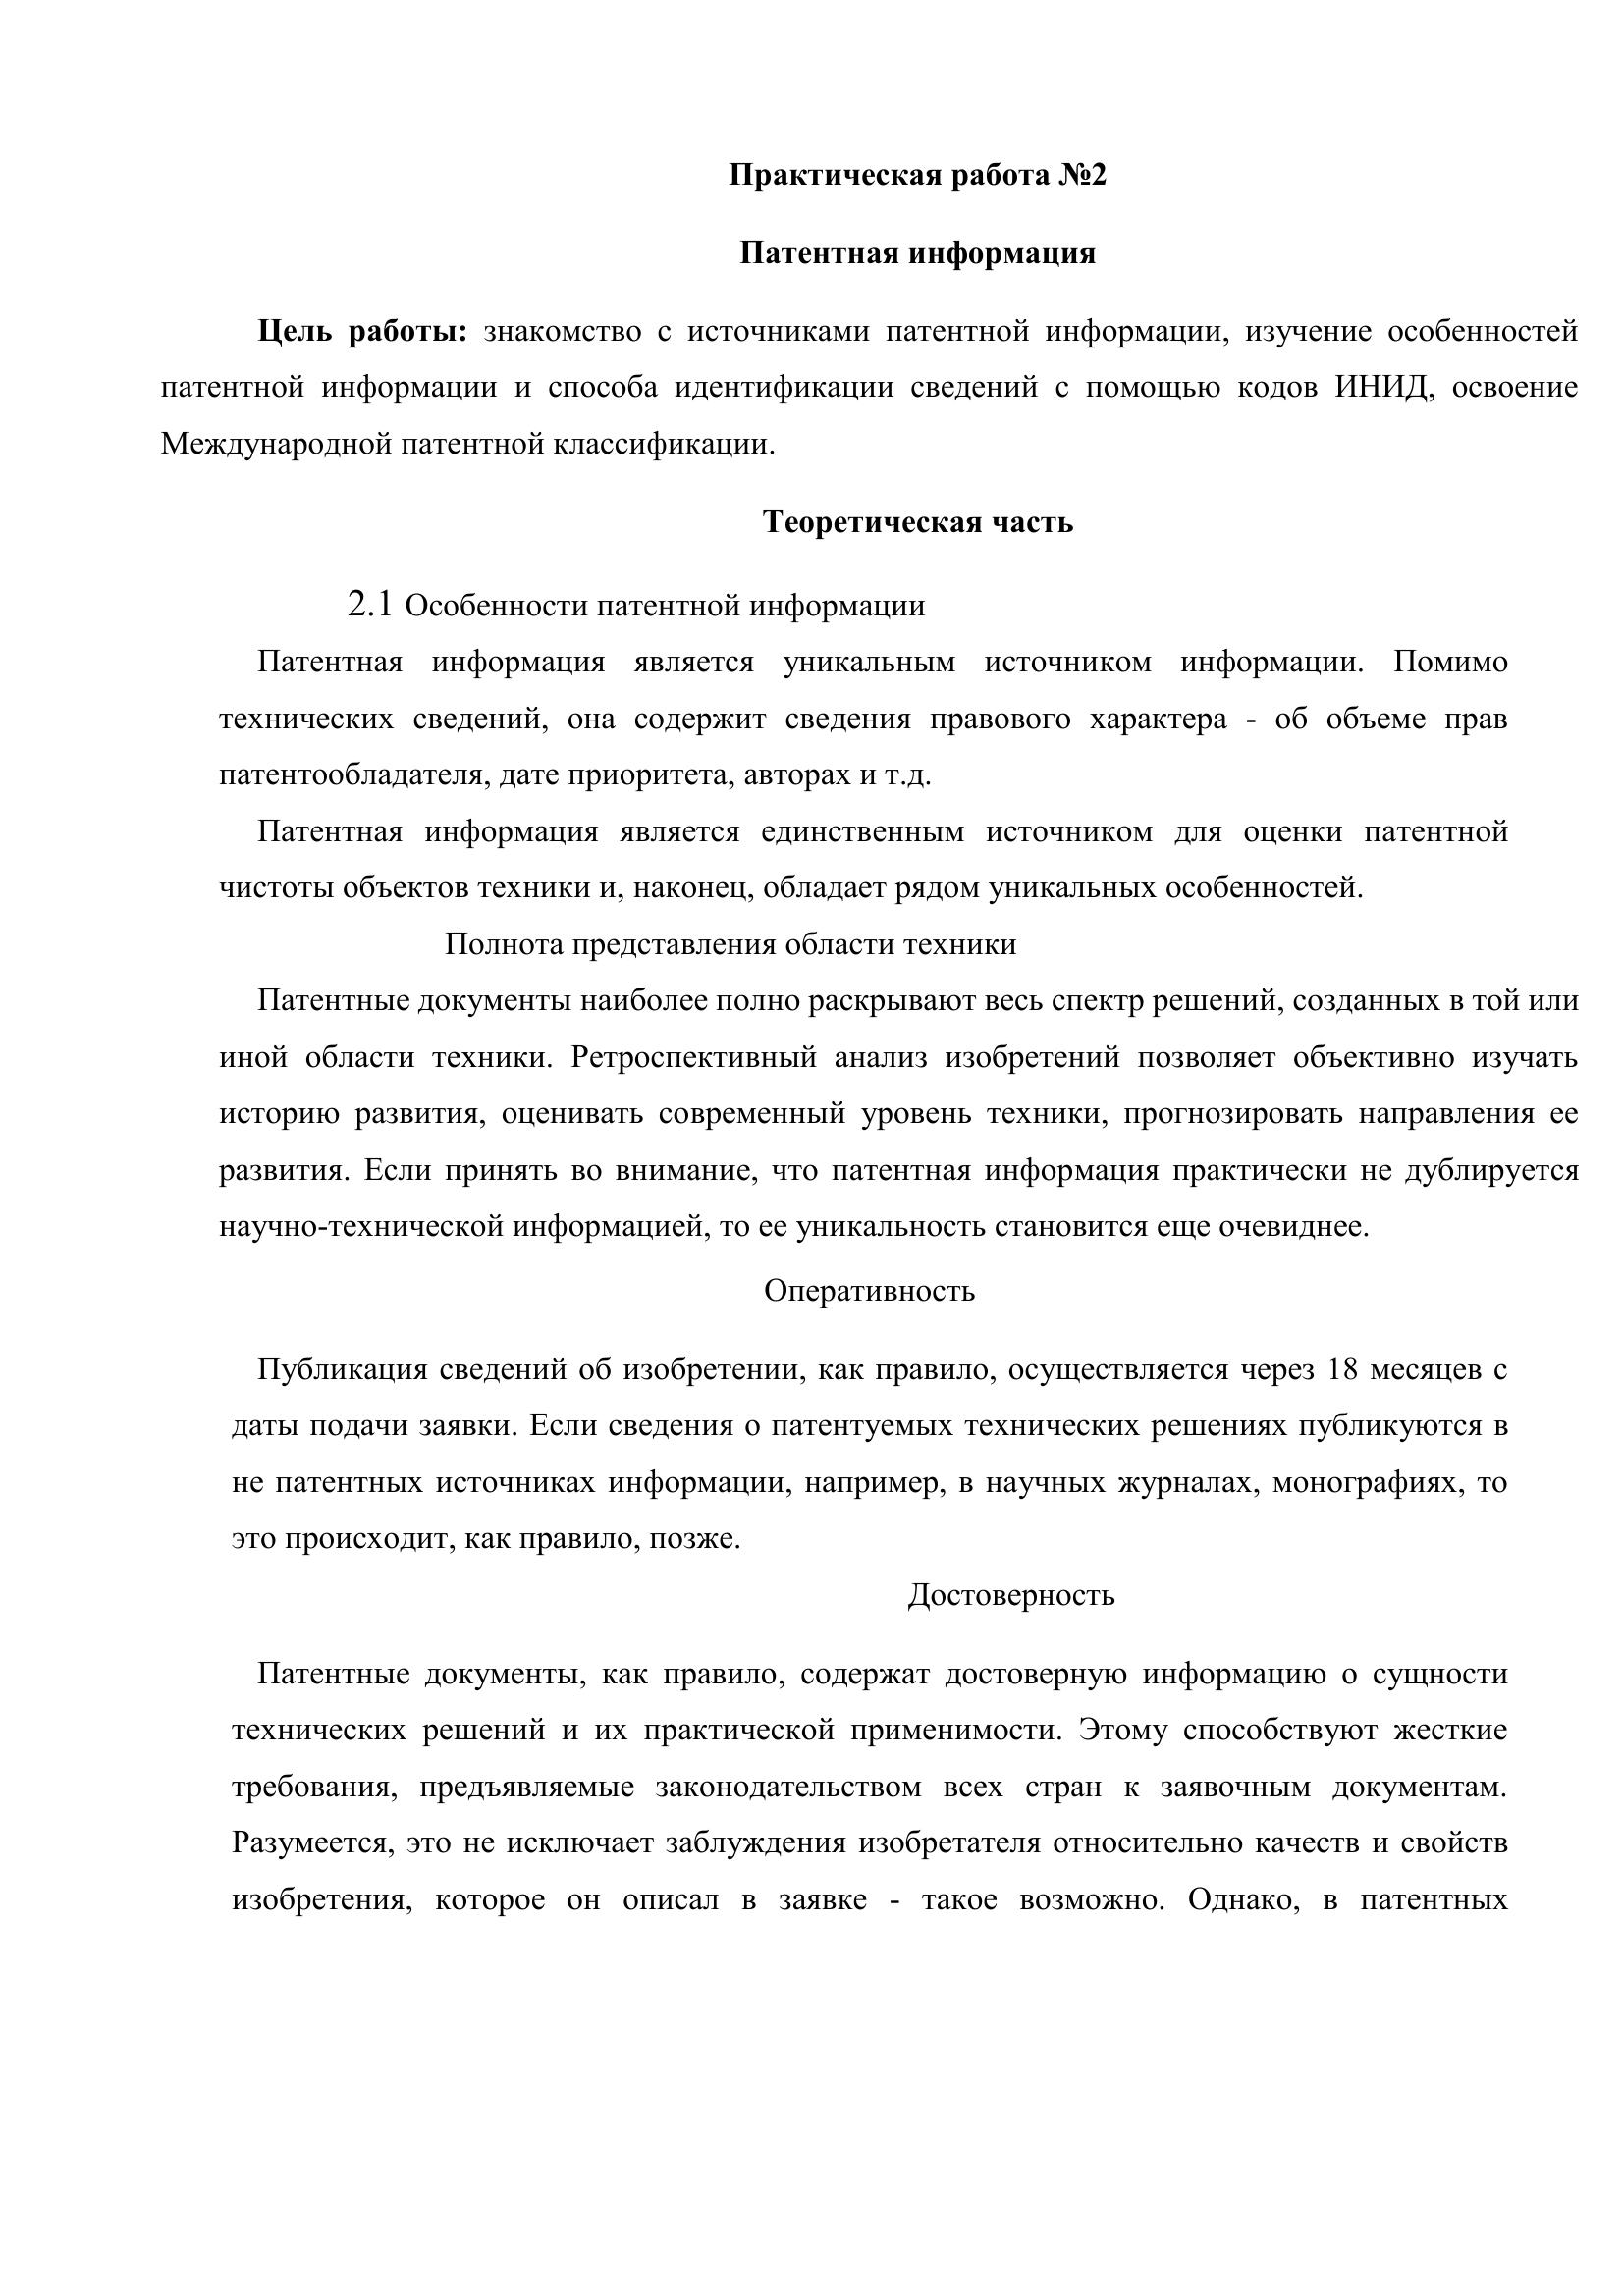 Практическая работа №2
Патентная информация
Цель работы: знакомство с источниками патентной информации, изучение особенностей
патентной информации и способа идентификации сведений с помощью кодов ИНИД, освоение
Международной патентной классификации.
Теоретическая часть
2.1 Особенности патентной информации
Патентная информация является уникальным источником информации. Помимо
технических сведений, она содержит сведения правового характера - об объеме прав
патентообладателя, дате приоритета, авторах и т.д.
Патентная информация является единственным источником для оценки патентной
чистоты объектов техники и, наконец, обладает рядом уникальных особенностей.
Полнота представления области техники
Патентные документы наиболее полно раскрывают весь спектр решений, созданных в той или
иной области техники. Ретроспективный анализ изобретений позволяет объективно изучать
историю развития, оценивать современный уровень техники, прогнозировать направления ее
развития. Если принять во внимание, что патентная информация практически не дублируется
научно-технической информацией, то ее уникальность становится еще очевиднее.
Оперативность
Публикация сведений об изобретении, как правило, осуществляется через 18 месяцев с
даты подачи заявки. Если сведения о патентуемых технических решениях публикуются в
не патентных источниках информации, например, в научных журналах, монографиях, то
это происходит, как правило, позже.
Достоверность
Патентные документы, как правило, содержат достоверную информацию о сущности
технических решений и их практической применимости. Этому способствуют жесткие
требования, предъявляемые законодательством всех стран к заявочным документам.
Разумеется, это не исключает заблуждения изобретателя относительно качеств и свойств
изобретения, которое он описал в заявке - такое возможно. Однако, в патентных